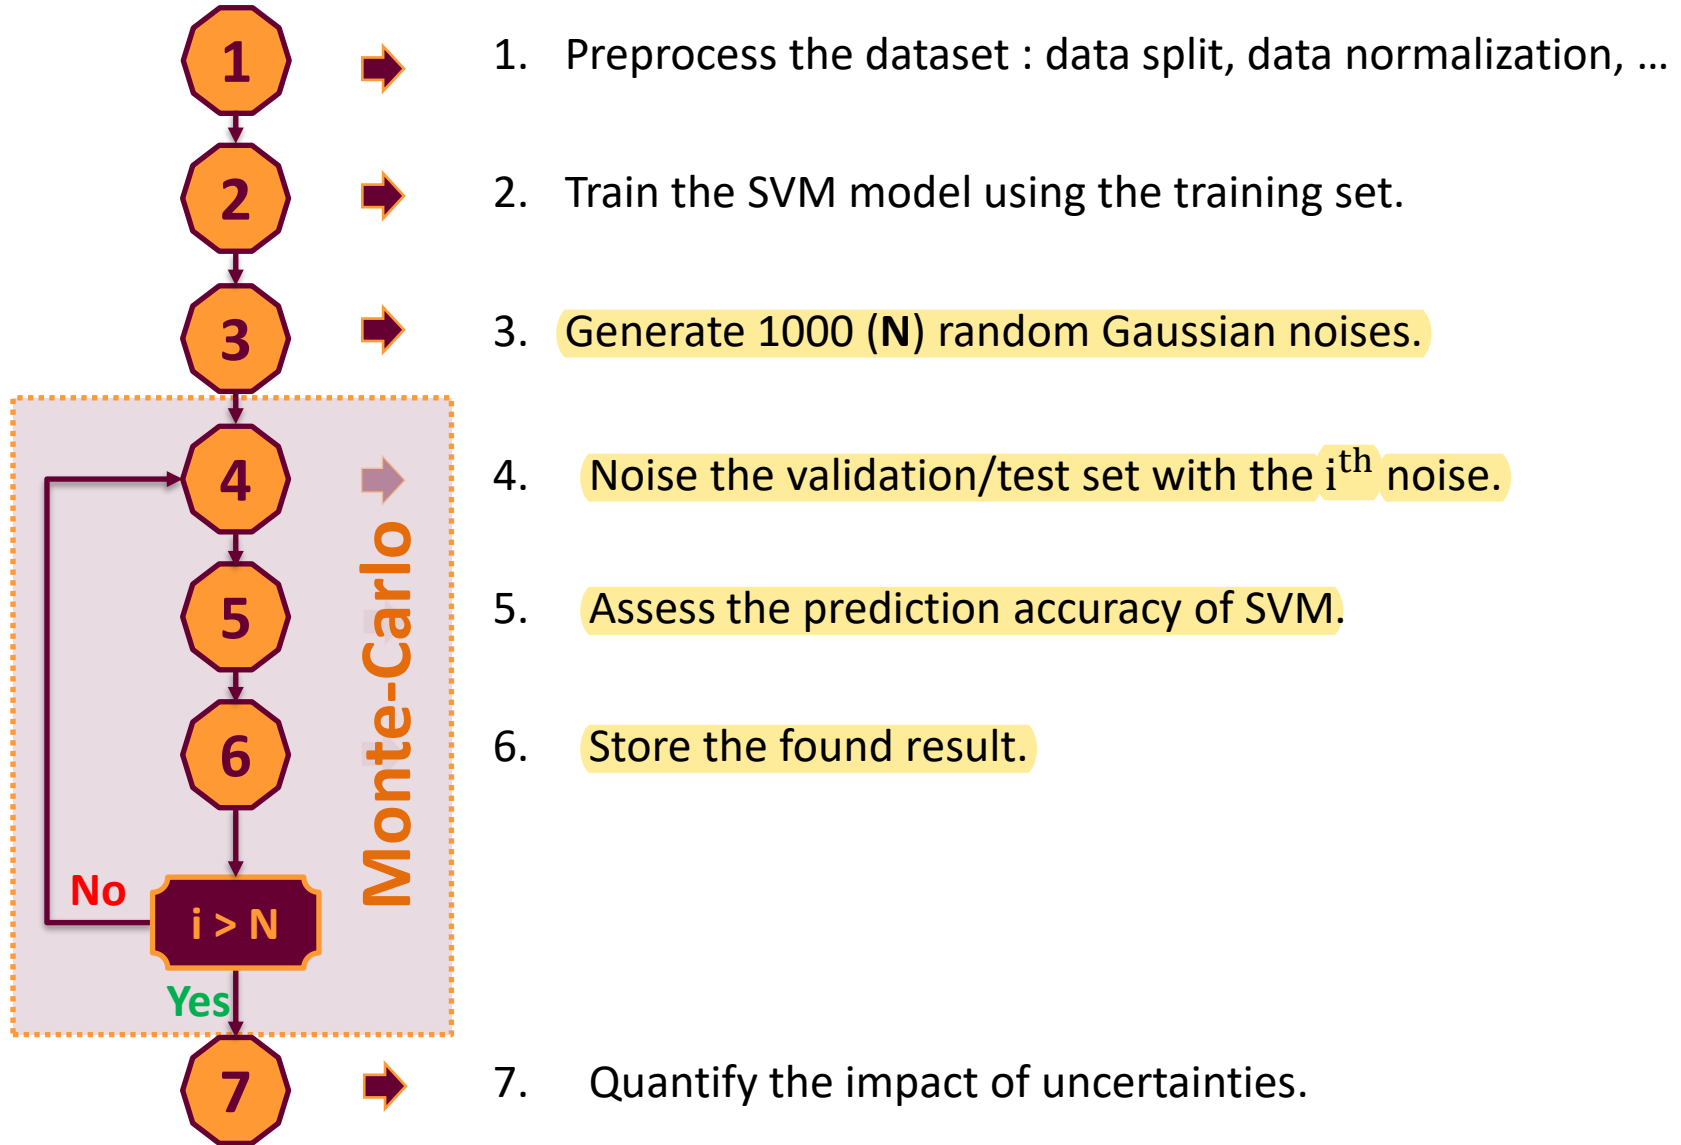 1
1. Preprocess the dataset : data split, data normalization, ...
2
2. Train the SVM model using the training set.
3
3. Generate 1000 (N) random Gaussian noises.
4
4. Noise the validation/test set with the iᵗʰ noise.
5
5. Assess the prediction accuracy of SVM.
6
6. Store the found result.
Monte-Carlo
No
i > N
Yes
7
7. Quantify the impact of uncertainties.